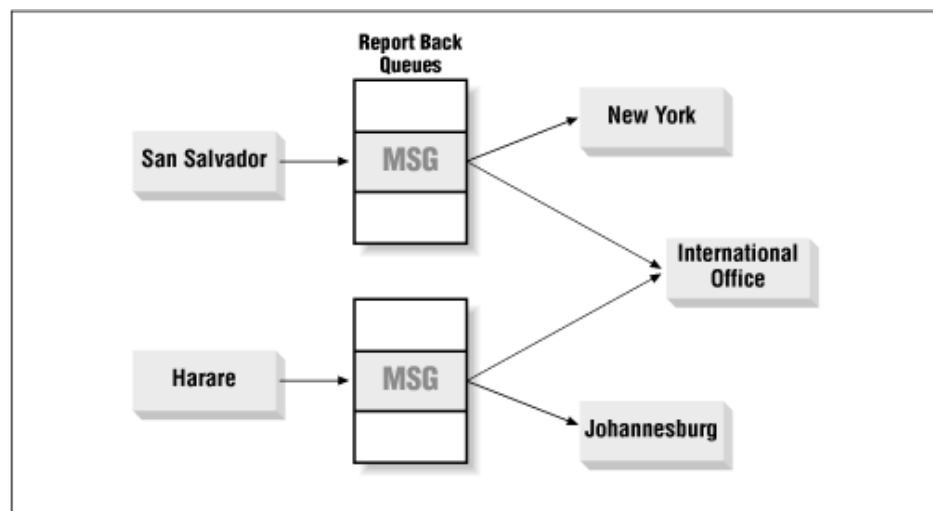 Report Back
Queues
New York
San Salvador
MSG
International
Office
Harare
MSG
Johannesburg